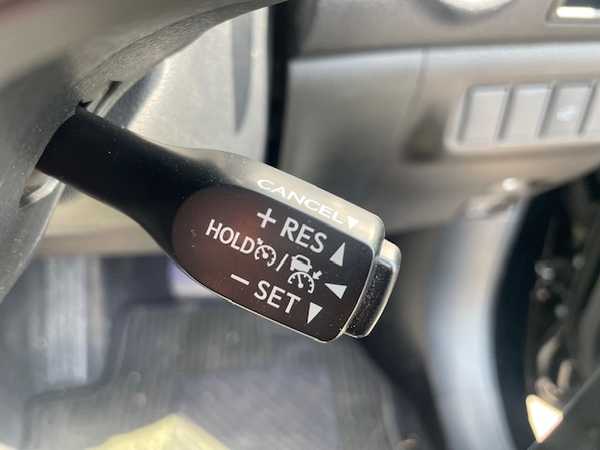 CANCEL▼
+ RES ▲
HOLD / ◀
− SET ▼